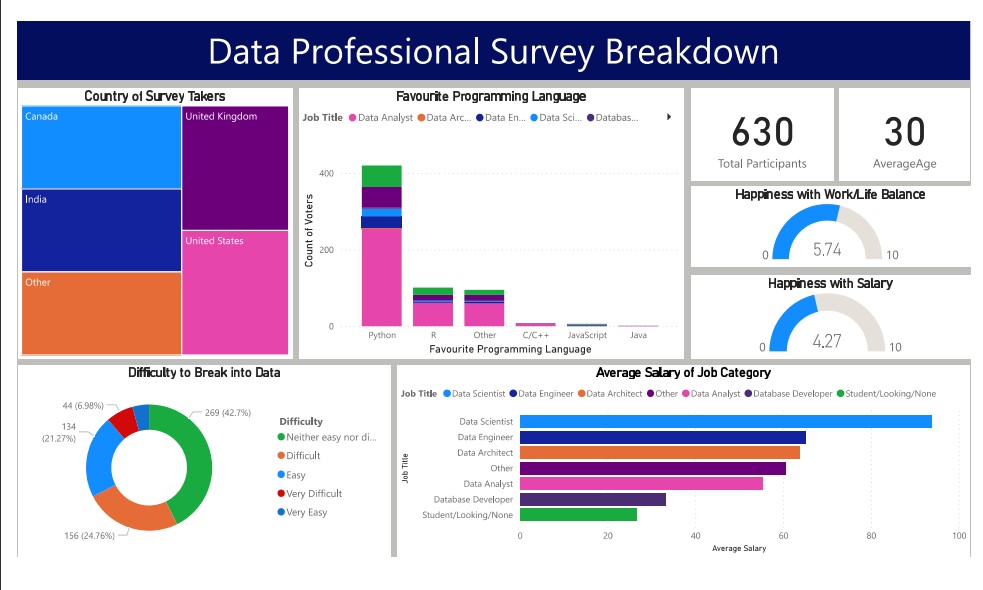 Data Professional Survey Breakdown
Country of Survey Takers
Canada
United Kingdom
India
United States
Other
Favourite Programming Language
Job Title Data Analyst Data Arc... Data En... Data Sci... Databas...
Count of Voters
400
200
0
Python R Other C/C++ JavaScript Java
Favourite Programming Language
630
Total Participants
30
AverageAge
Happiness with Work/Life Balance
0 5.74 10
Happiness with Salary
0 4.27 10
Difficulty to Break into Data
44 (6.98%)
269 (42.7%)
134
(21.27%)
156 (24.76%)
Difficulty
Neither easy nor di...
Difficult
Easy
Very Difficult
Very Easy
Average Salary of Job Category
Job Title Data Scientist Data Engineer Data Architect Other Data Analyst Database Developer Student/Looking/None
Job Title
Data Scientist
Data Engineer
Data Architect
Other
Data Analyst
Database Developer
Student/Looking/None
0 20 40 60 80 100
Average Salary